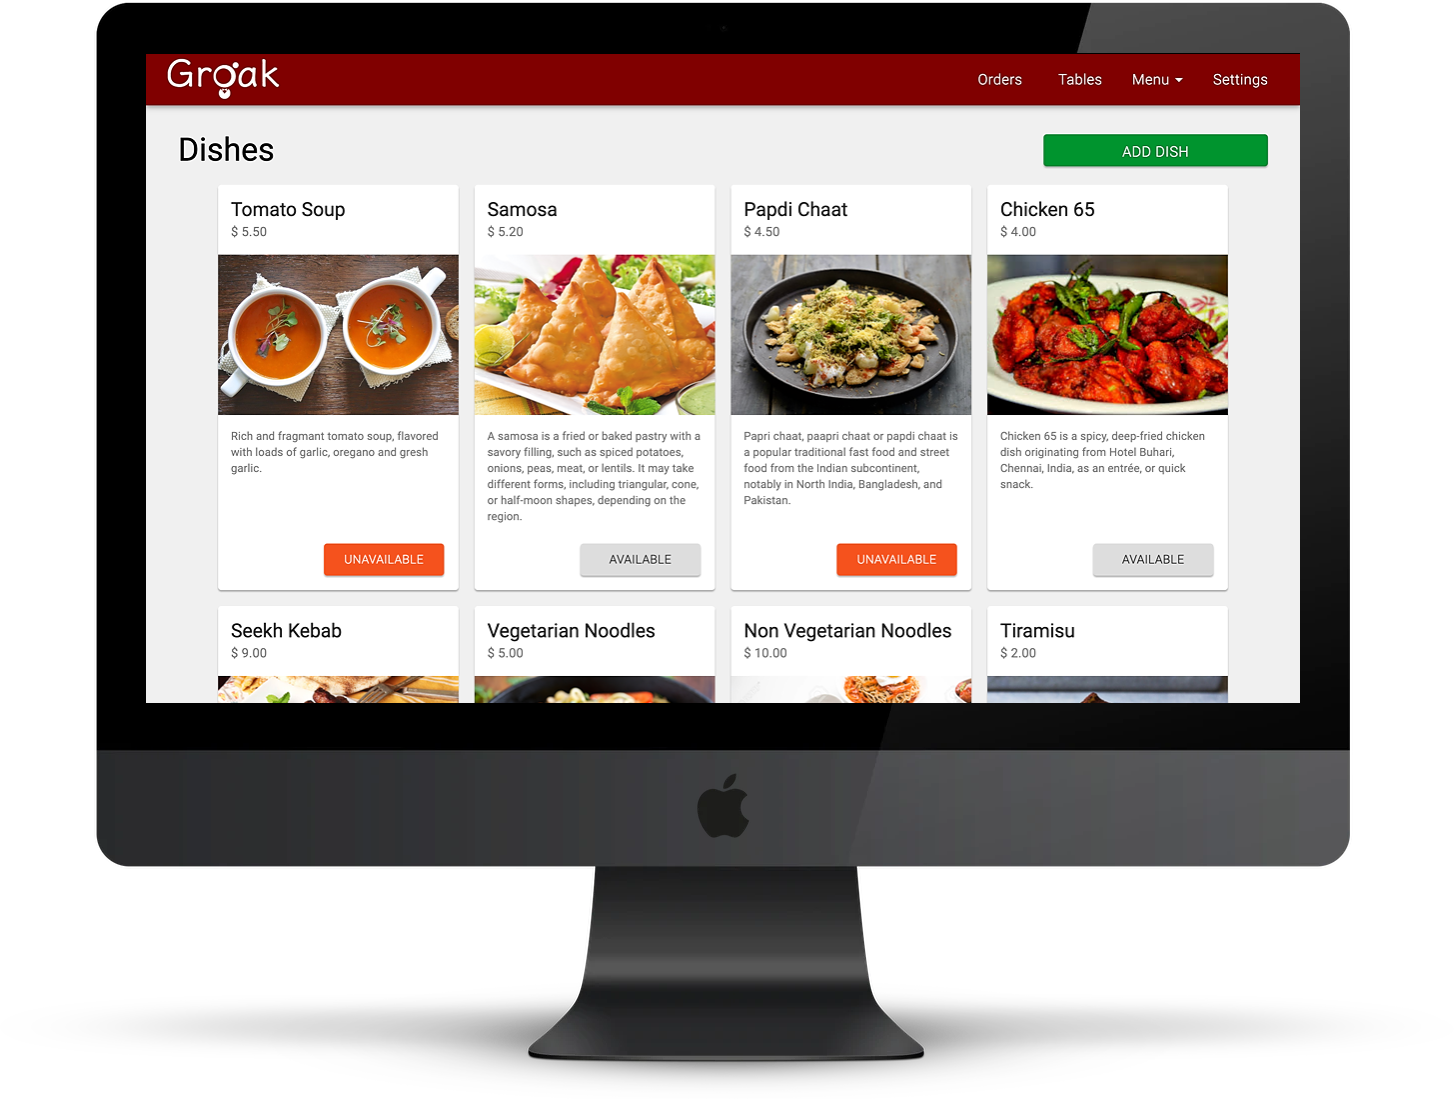 Groak
Orders Tables Menu Settings
Dishes
ADD DISH
Tomato Soup
$ 5.50
Rich and fragmant tomato soup, flavored
with loads of garlic, oregano and gresh
garlic.
UNAVAILABLE
Samosa
$ 5.20
A samosa is a fried or baked pastry with a
savory filling, such as spiced potatoes,
onions, peas, meat, or lentils. It may take
different forms, including triangular, cone,
or half-moon shapes, depending on the
region.
AVAILABLE
Papdi Chaat
$ 4.50
Papri chaat, paapri chaat or papdi chaat is
a popular traditional fast food and street
food from the Indian subcontinent,
notably in North India, Bangladesh, and
Pakistan.
UNAVAILABLE
Chicken 65
$ 4.00
Chicken 65 is a spicy, deep-fried chicken
dish originating from Hotel Buhari,
Chennai, India, as an entrée, or quick
snack.
AVAILABLE
Seekh Kebab
$ 9.00
Vegetarian Noodles
$ 5.00
Non Vegetarian Noodles
$ 10.00
Tiramisu
$ 2.00